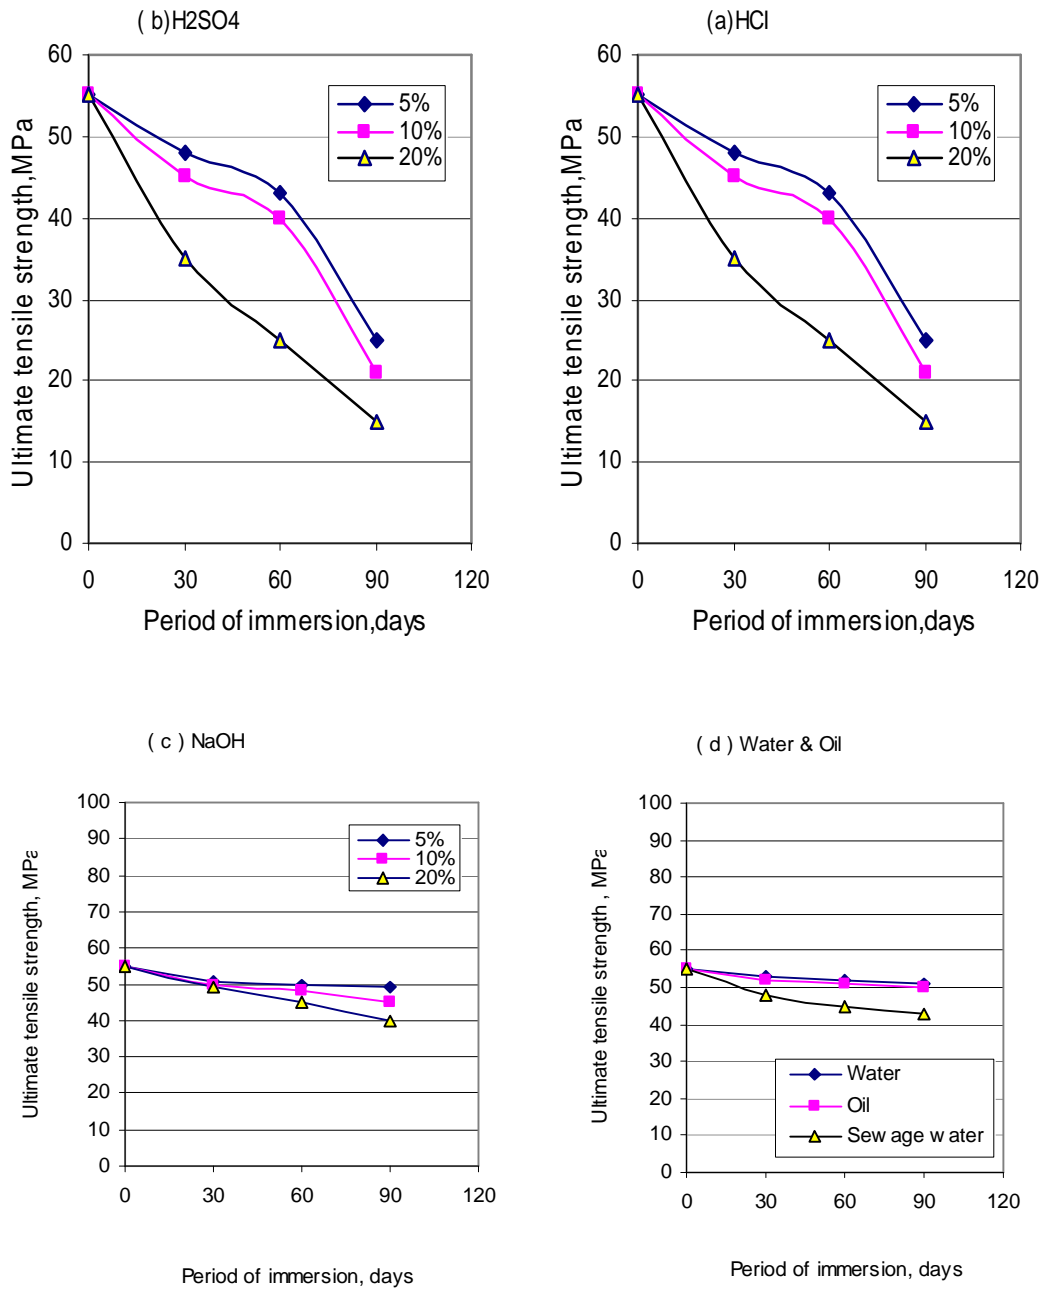 ( b)H2SO4
60
50
40
30
20
10
0
0 30 60 90 120
Ultimate tensile strength,MPa
Period of immersion,days
5%
10%
20%
(a)HCl
60
50
40
30
20
10
0
0 30 60 90 120
Ultimate tensile strength,MPa
Period of immersion,days
5%
10%
20%
( c ) NaOH
100
90
80
70
60
50
40
30
20
10
0
0 30 60 90 120
Ultimate tensile strength, MPa
Period of immersion, days
5%
10%
20%
( d ) Water & Oil
100
90
80
70
60
50
40
30
20
10
0
0 30 60 90 120
Ultimate tensile strength , MPa
Period of immersion, days
Water
Oil
Sew age w ater